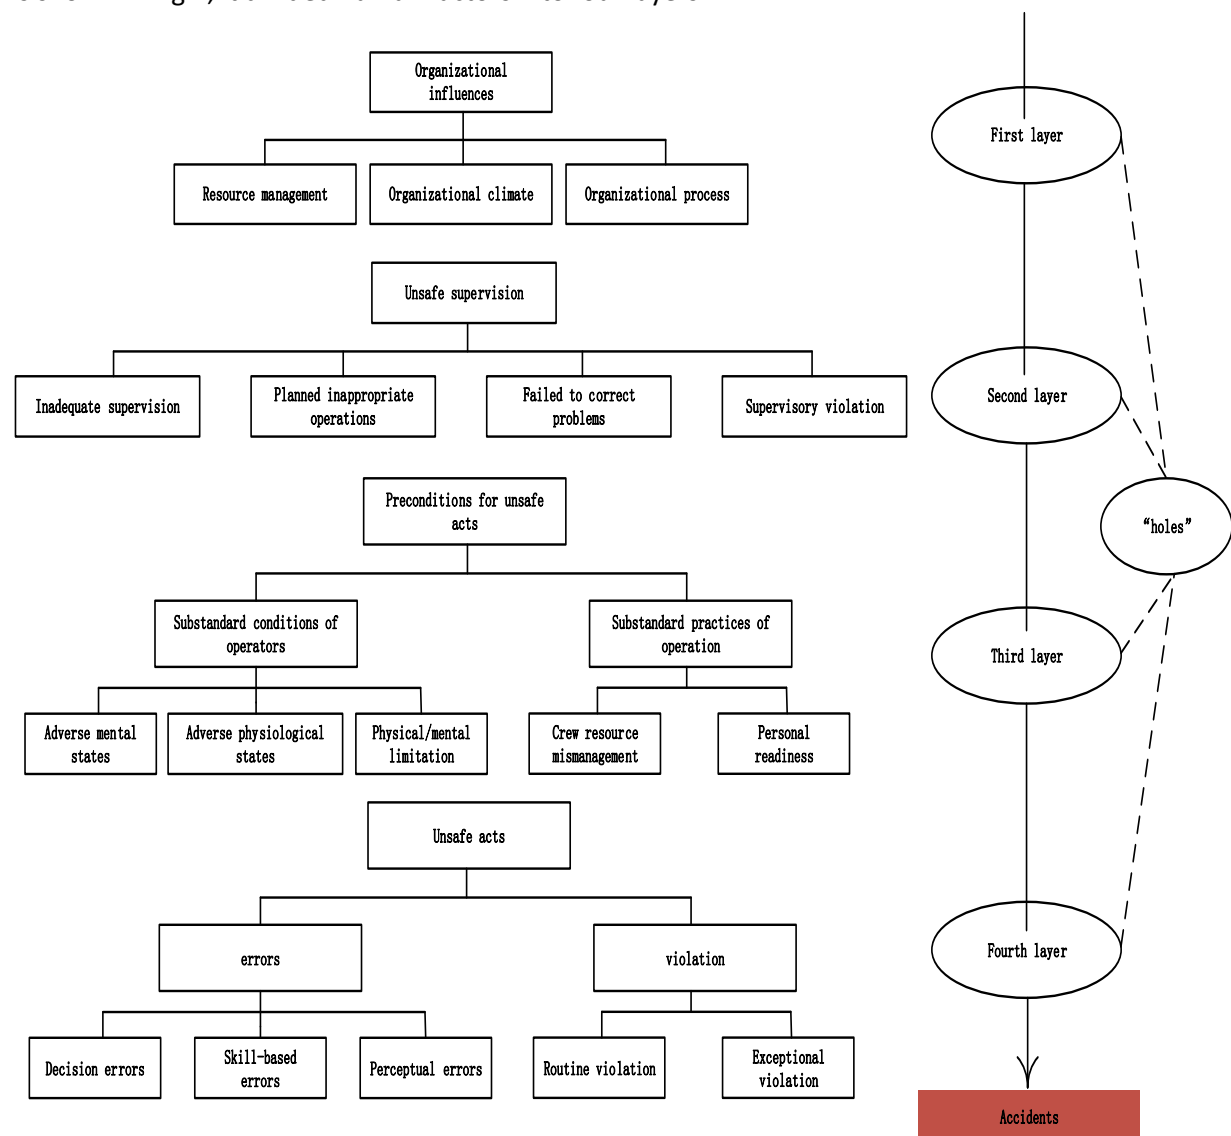 Organizational
influences
First layer
Resource management
Organizational climate
Organizational process
Unsafe supervision
Inadequate supervision
Planned inappropriate
operations
Failed to correct
problems
Supervisory violation
Second layer
Preconditions for unsafe
acts
“holes”
Substandard conditions of
operators
Substandard practices of
operation
Third layer
Adverse mental
states
Adverse physiological
states
Physical/mental
limitation
Crew resource
mismanagement
Personal
readiness
Unsafe acts
errors
violation
Fourth layer
Decision errors
Skill-based
errors
Perceptual errors
Routine violation
Exceptional
violation
Accidents